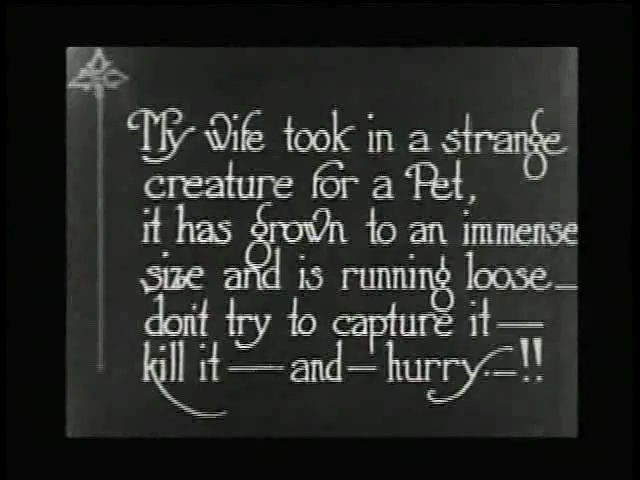 My wife took in a strange
creature for a Pet,
it has grown to an immense
size and is running loose_
don't try to capture it —
kill it — and — hurry.—!!